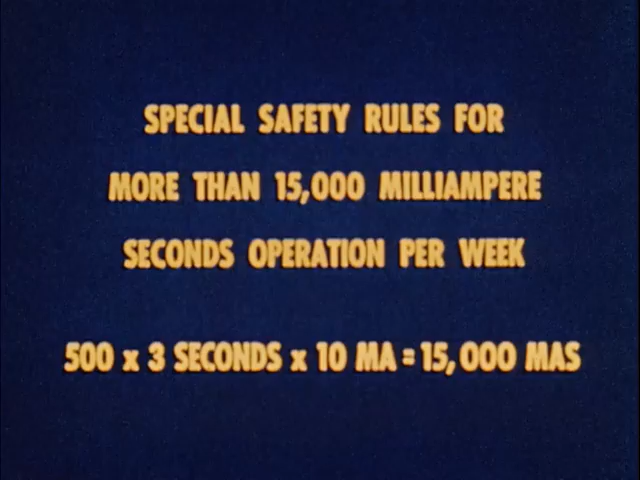 SPECIAL SAFETY RULES FOR
MORE THAN 15,000 MILLIAMPERE
SECONDS OPERATION PER WEEK
500 x 3 SECONDS x 10 MA = 15,000 MAS